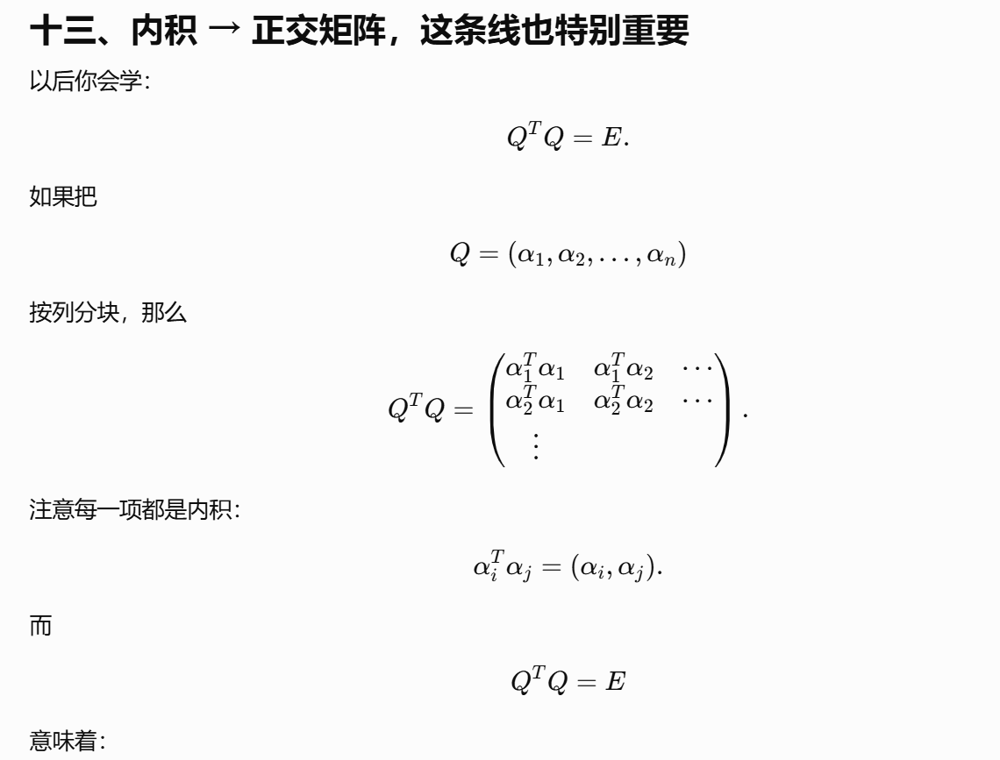 十三、内积 → 正交矩阵，这条线也特别重要
以后你会学：
$Q^TQ = E.$
如果把
$Q = (\alpha_1, \alpha_2, \ldots, \alpha_n)$
按列分块，那么
$Q^TQ = \begin{pmatrix} \alpha_1^T\alpha_1 & \alpha_1^T\alpha_2 & \cdots \\ \alpha_2^T\alpha_1 & \alpha_2^T\alpha_2 & \cdots \\ \vdots \end{pmatrix}.$
注意每一项都是内积：
$\alpha_i^T\alpha_j = (\alpha_i, \alpha_j).$
而
$Q^TQ = E$
意味着：